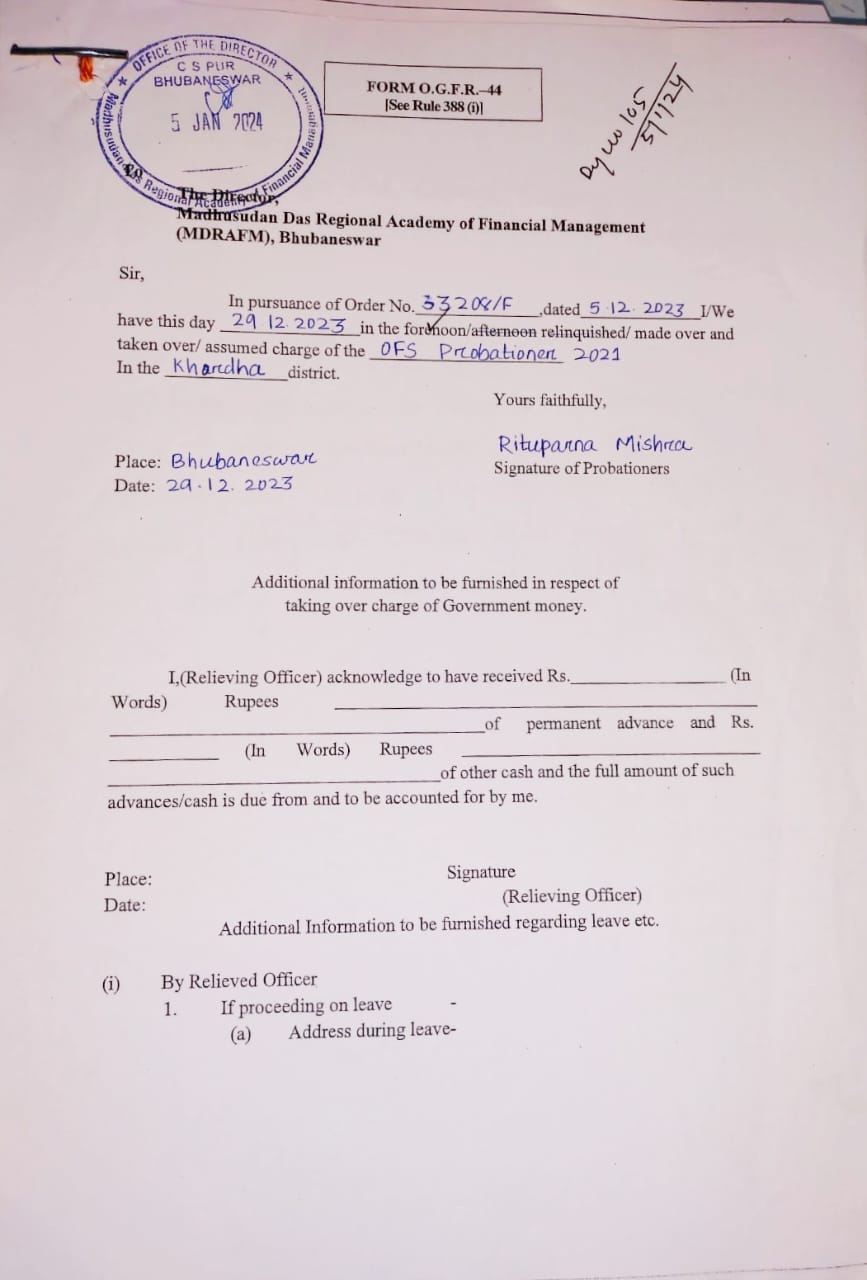 OFFICE OF THE DIRECTOR
C S PUR
BHUBANESWAR
5 JAN 2024
Madhusudan Das Regional Academy of Financial Management
FORM O.G.F.R.–44
[See Rule 388 (i)]
Dy no 105
5/1/24
To
The Director,
Madhusudan Das Regional Academy of Financial Management
(MDRAFM), Bhubaneswar
Sir,
In pursuance of Order No. 33208/F ,dated 5.12.2023 I/We
have this day 29 12.2023 in the forenoon/afternoon relinquished/ made over and
taken over/ assumed charge of the OFS Probationer 2021
In the Khordha district.
Yours faithfully,
Rituparna Mishra
Signature of Probationers
Place: Bhubaneswar
Date: 29.12.2023
Additional information to be furnished in respect of
taking over charge of Government money.
I,(Relieving Officer) acknowledge to have received Rs.____________ (In
Words) Rupees ____________
____________of permanent advance and Rs.
____________ (In Words) Rupees ____________
____________of other cash and the full amount of such
advances/cash is due from and to be accounted for by me.
Place:
Signature
Date:
(Relieving Officer)
Additional Information to be furnished regarding leave etc.
(i) By Relieved Officer
1. If proceeding on leave -
(a) Address during leave-